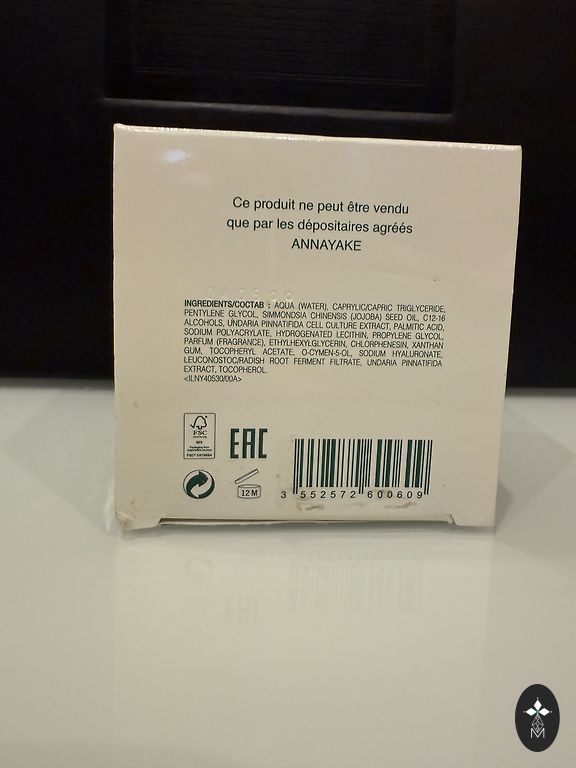 Ce produit ne peut être vendu
que par les dépositaires agréés
ANNAYAKE
INGREDIENTS/COCTAB : AQUA (WATER), CAPRYLIC/CAPRIC TRIGLYCERIDE,
PENTYLENE GLYCOL, SIMMONDSIA CHINENSIS (JOJOBA) SEED OIL, C12-16
ALCOHOLS, UNDARIA PINNATIFIDA CELL CULTURE EXTRACT, PALMITIC ACID,
SODIUM POLYACRYLATE, HYDROGENATED LECITHIN, PROPYLENE GLYCOL,
PARFUM (FRAGRANCE), ETHYLHEXYLGLYCERIN, CHLORPHENESIN, XANTHAN
GUM, TOCOPHERYL ACETATE, O-CYMEN-5-OL, SODIUM HYALURONATE,
LEUCONOSTOC/RADISH ROOT FERMENT FILTRATE, UNDARIA PINNATIFIDA
EXTRACT, TOCOPHEROL.
<ILNY40530/00A>
FSC
MIX
EAC
12 M
3 552572 600609
M